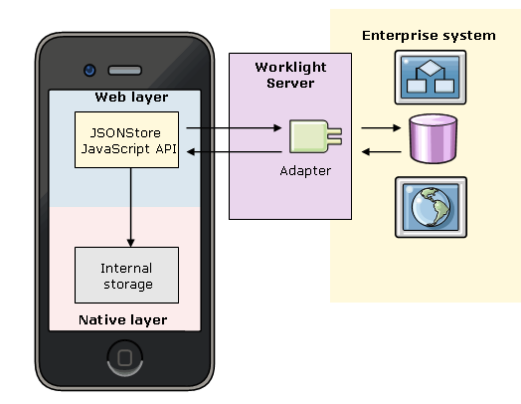 Enterprise system
Worklight
Server
Web layer
JSONStore
JavaScript API
Adapter
Internal
storage
Native layer